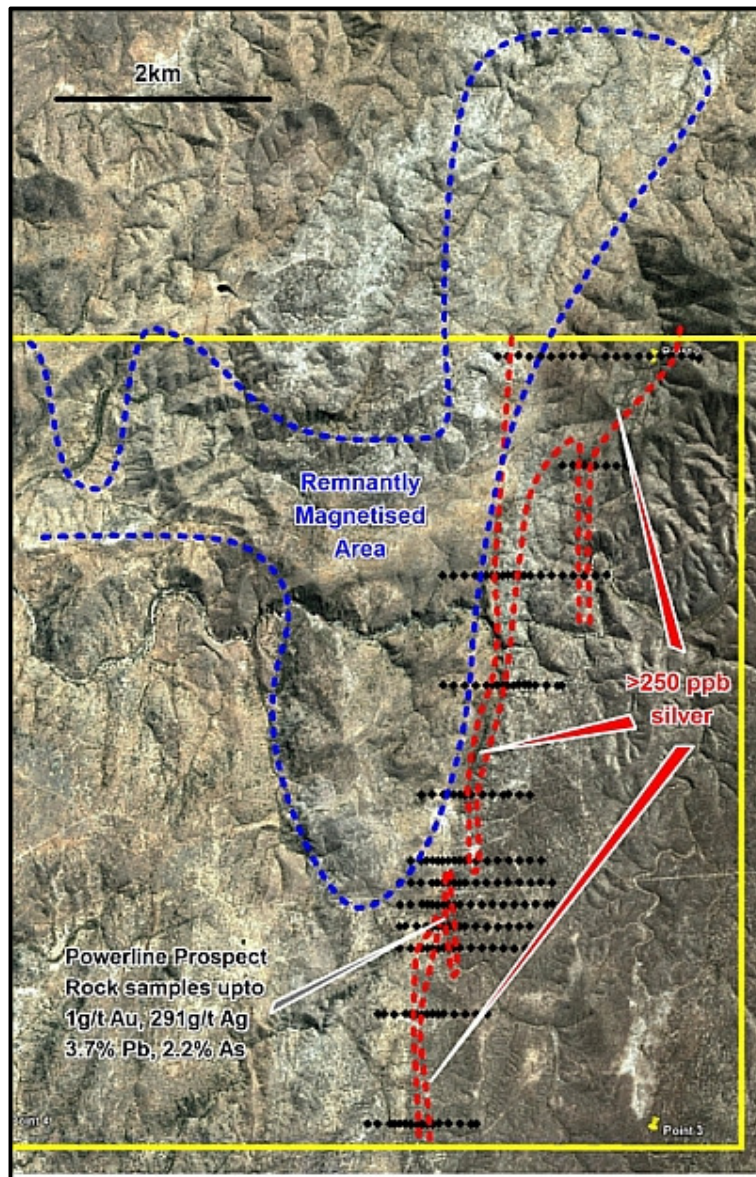 2km
Remnantly
Magnetised
Area
>250 ppb
silver
Powerline Prospect
Rock samples upto
1g/t Au, 291g/t Ag
3.7% Pb, 2.2% As
Point 3